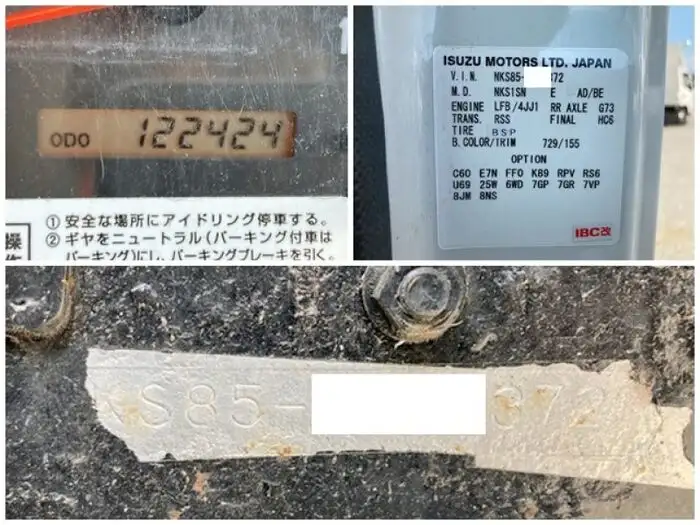 ODO 122424
① 安全な場所にアイドリング停車する。
② ギヤをニュートラル(パーキング付車は
パーキング)にし、パーキングブレーキを引く。
操
ISUZU MOTORS LTD. JAPAN
V.I.N. NKS85- 372
M.D. NKS1SN E AD/BE
ENGINE LFB/4JJ1 RR AXLE G73
TRANS. RSS FINAL HC6
TIRE BSP
B.COLOR/TRIM 729/155
OPTION
C60 E7N FF0 K89 RPV RS6
U69 25W 6WD 7GP 7GR 7VP
8JM 8NS
IBC改
KS85- 372